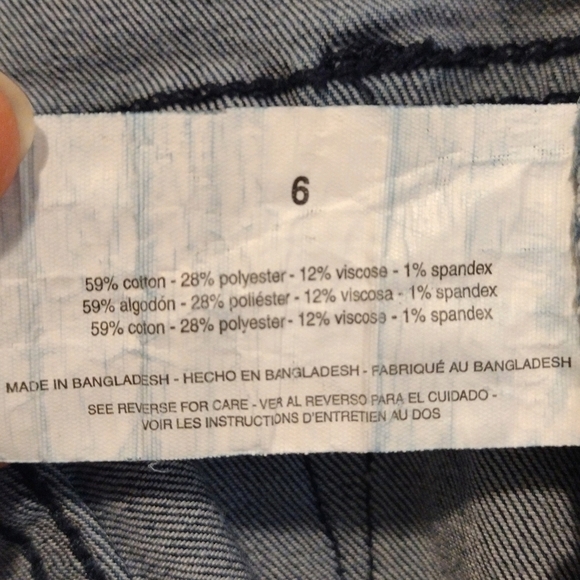 6
59% cotton - 28% polyester - 12% viscose - 1% spandex
59% algodón - 28% poliéster - 12% viscosa - 1% spandex
59% coton - 28% polyester - 12% viscose - 1% spandex
MADE IN BANGLADESH - HECHO EN BANGLADESH - FABRIQUÉ AU BANGLADESH
SEE REVERSE FOR CARE - VER AL REVERSO PARA EL CUIDADO -
VOIR LES INSTRUCTIONS D'ENTRETIEN AU DOS